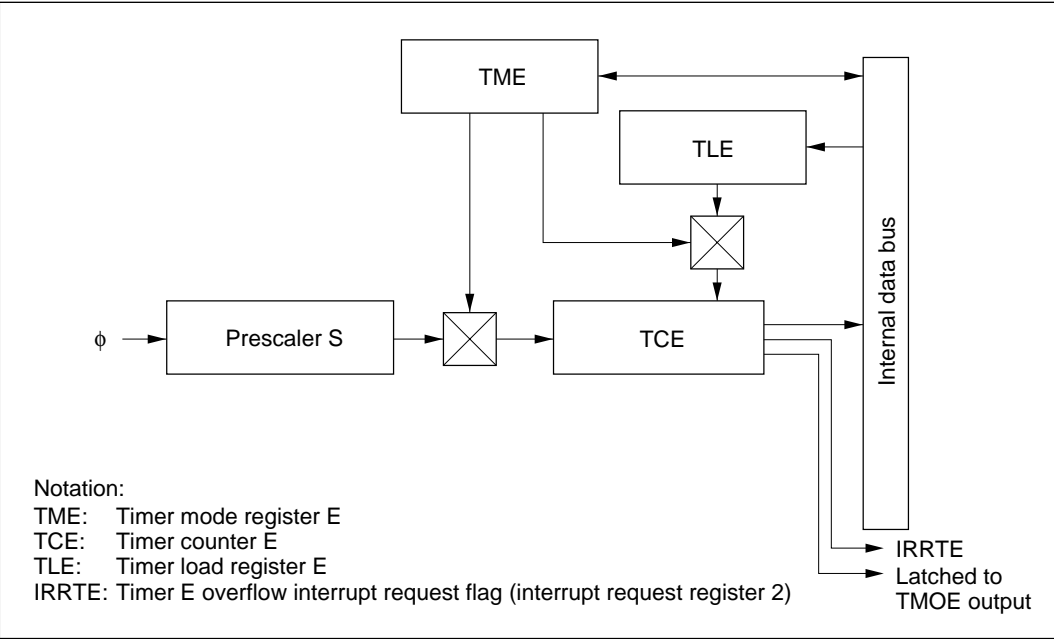 TME
TLE
Internal data bus
ϕ
Prescaler S
TCE
Notation:
TME: Timer mode register E
TCE: Timer counter E
TLE: Timer load register E
IRRTE: Timer E overflow interrupt request flag (interrupt request register 2)
IRRTE
Latched to
TMOE output